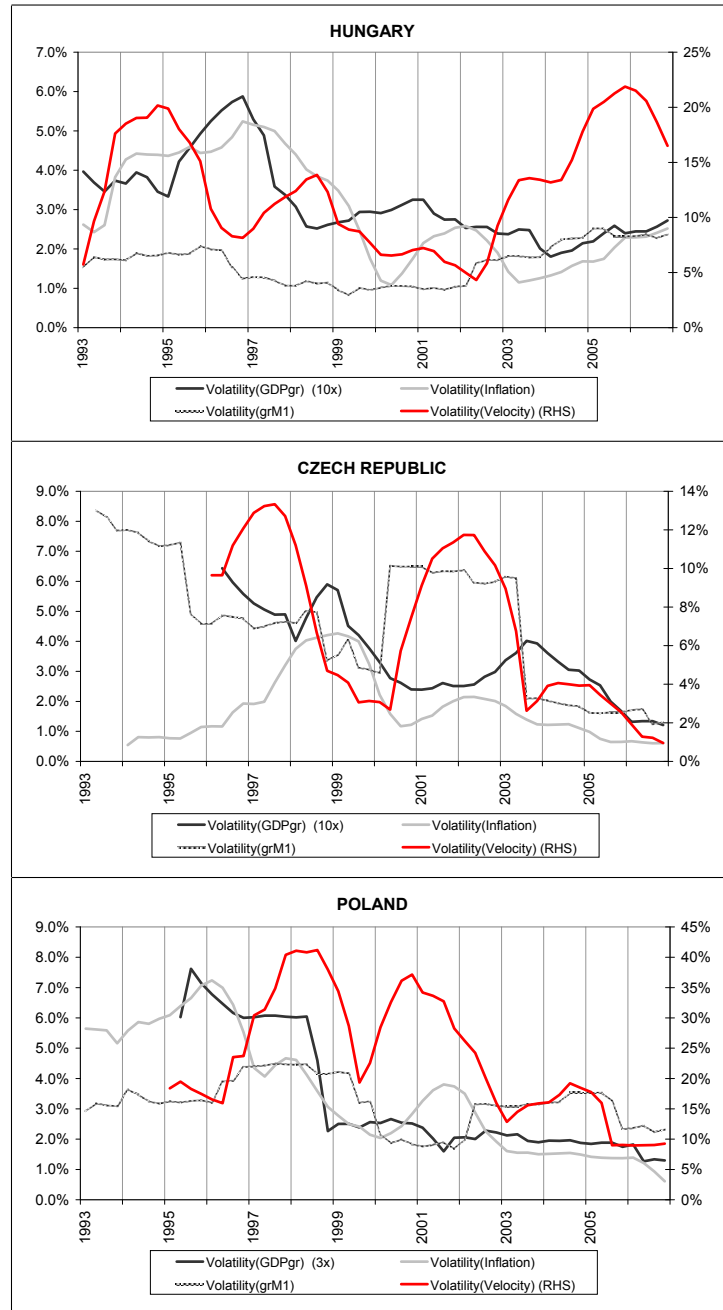 HUNGARY
7.0% 25%
6.0% 20%
5.0%
4.0% 15%
3.0% 10%
2.0%
1.0% 5%
0.0% 0%
1993 1995 1997 1999 2001 2003 2005
Volatility(GDPgr) (10x) Volatility(Inflation)
Volatility(grM1) Volatility(Velocity) (RHS)
CZECH REPUBLIC
9.0% 14%
8.0% 12%
7.0%
6.0% 10%
5.0% 8%
4.0% 6%
3.0% 4%
2.0%
1.0% 2%
0.0% 0%
1993 1995 1997 1999 2001 2003 2005
Volatility(GDPgr) (10x) Volatility(Inflation)
Volatility(grM1) Volatility(Velocity) (RHS)
POLAND
9.0% 45%
8.0% 40%
7.0% 35%
6.0% 30%
5.0% 25%
4.0% 20%
3.0% 15%
2.0% 10%
1.0% 5%
0.0% 0%
1993 1995 1997 1999 2001 2003 2005
Volatility(GDPgr) (3x) Volatility(Inflation)
Volatility(grM1) Volatility(Velocity) (RHS)